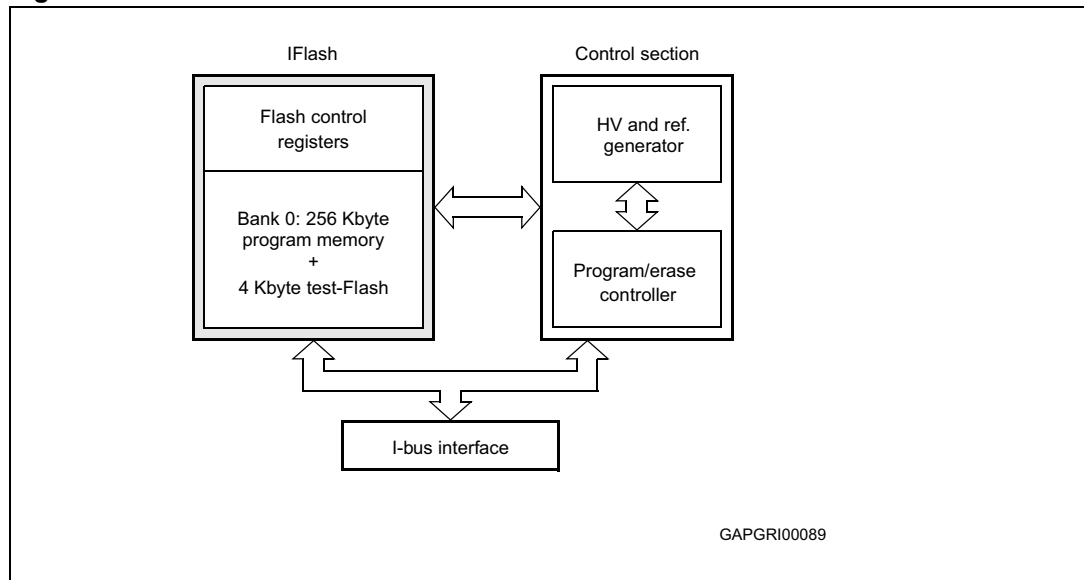 IFlash
Control section
Flash control
registers
HV and ref.
generator
Bank 0: 256 Kbyte
program memory
+
4 Kbyte test-Flash
Program/erase
controller
I-bus interface
GAPGRI00089